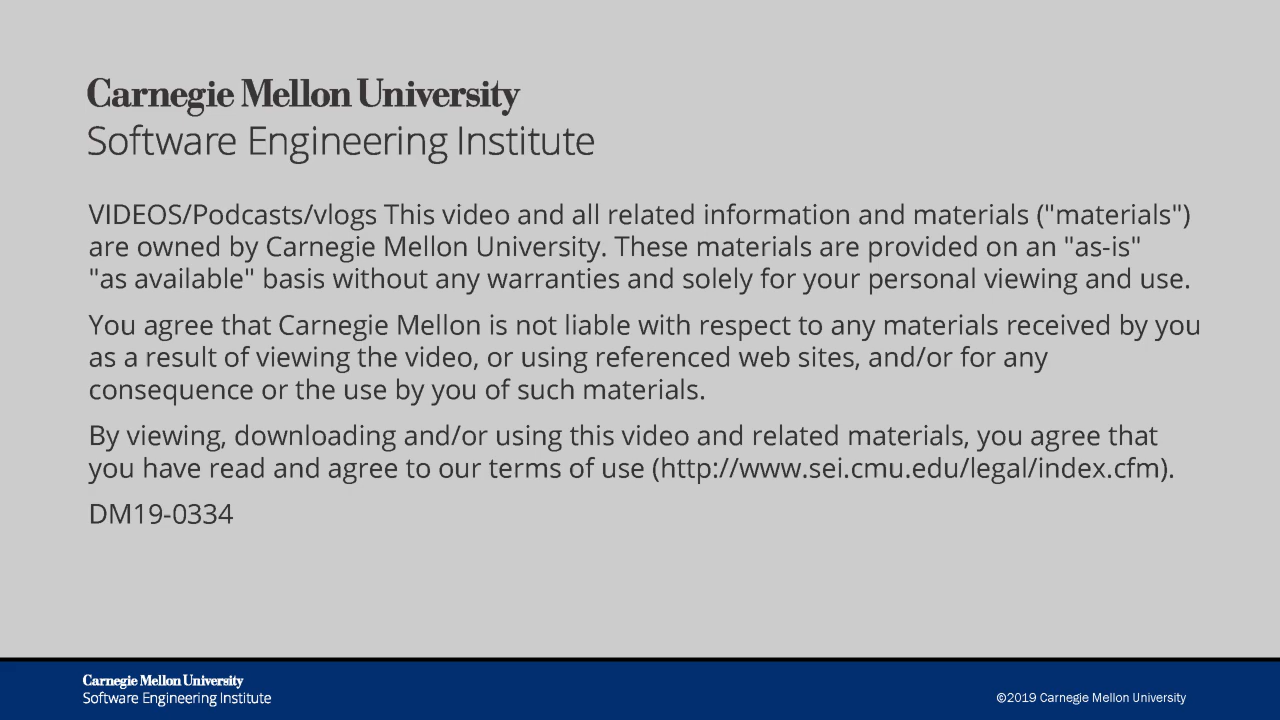 Carnegie Mellon University
Software Engineering Institute
VIDEOS/Podcasts/vlogs This video and all related information and materials ("materials")
are owned by Carnegie Mellon University. These materials are provided on an "as-is"
"as available" basis without any warranties and solely for your personal viewing and use.
You agree that Carnegie Mellon is not liable with respect to any materials received by you
as a result of viewing the video, or using referenced web sites, and/or for any
consequence or the use by you of such materials.
By viewing, downloading and/or using this video and related materials, you agree that
you have read and agree to our terms of use (http://www.sei.cmu.edu/legal/index.cfm).
DM19-0334
Carnegie Mellon University
Software Engineering Institute
©2019 Carnegie Mellon University